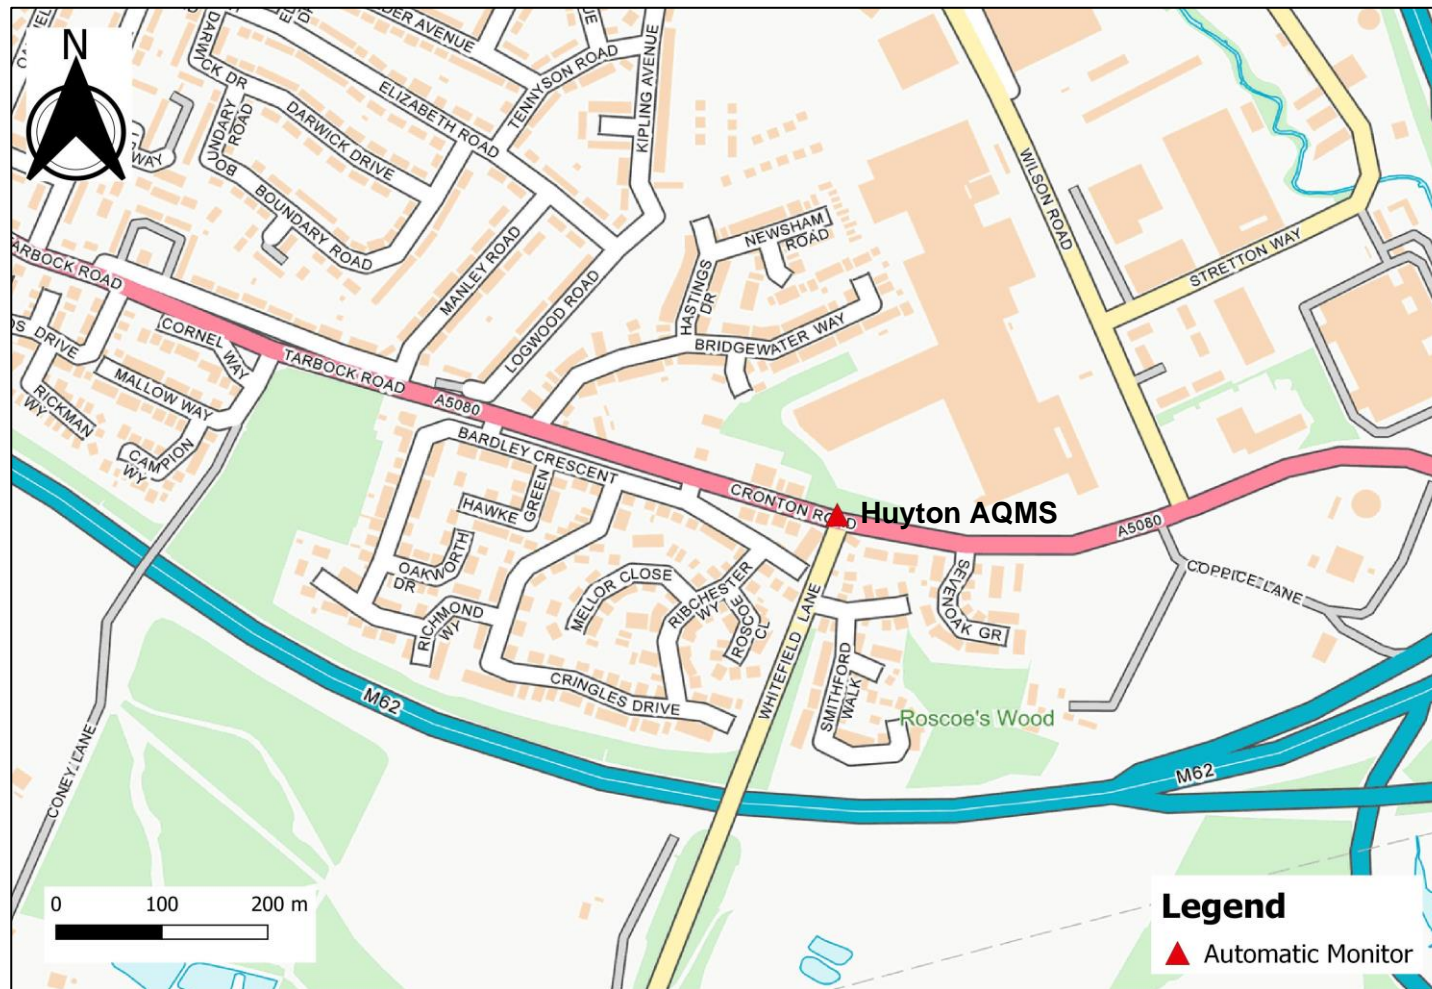 N
DARWICK DR
ELIZABETH ROAD
TENNYSON ROAD
KIPLING AVENUE
BOUNDARY
ROAD
DARWICK DRIVE
BOUNDARY ROAD
MANLEY ROAD
LOGWOOD ROAD
NEWSHAM
ROAD
HASTINGS
DR
BRIDGEWATER WAY
WILSON ROAD
STRETTON WAY
TARBOCK ROAD
CORNEL WAY
MALLOW WAY
RICKMAN
WY
CAMPION
WY
TARBOCK ROAD
A5080
BARDLEY CRESCENT
HAWKE
GREEN
CRONTON ROAD
Huyton AQMS
A5080
COPPICE LANE
OAKWORTH
DR
RICHMOND
WY
MELLOR CLOSE
RIBCHESTER
WY
ROSCOE
CL
WHITEFIELD LANE
SEVENOAK GR
SMITHFORD
WALK
CRINGLES DRIVE
Roscoe's Wood
M62
M62
CONEY LANE
0 100 200 m
Legend
Automatic Monitor